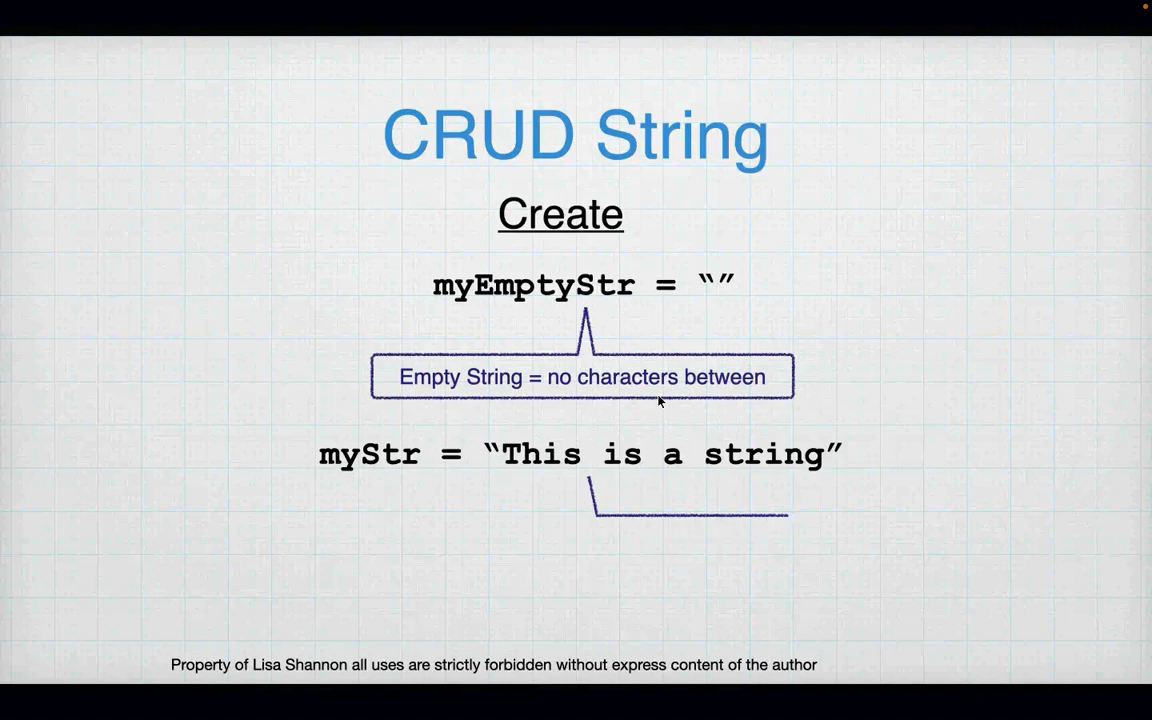 CRUD String
Create
myEmptyStr = “”
Empty String = no characters between
myStr = “This is a string”
Property of Lisa Shannon all uses are strictly forbidden without express content of the author